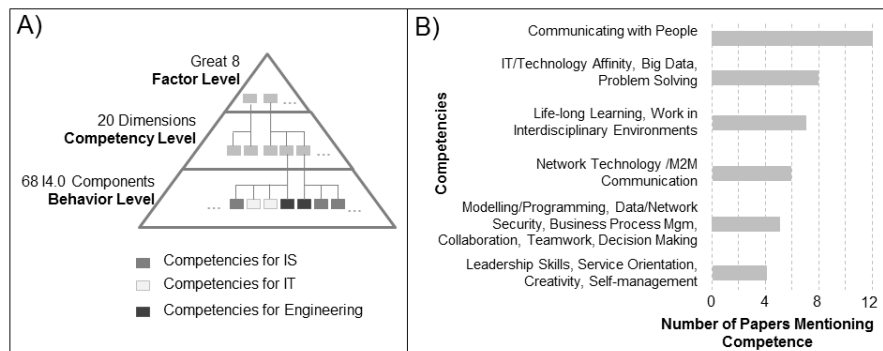 A)
Great 8
Factor Level
20 Dimensions
Competency Level
68 I4.0 Components
Behavior Level
...
...
...
...
Competencies for IS
Competencies for IT
Competencies for Engineering
B)
Competencies
Communicating with People
IT/Technology Affinity, Big Data,
Problem Solving
Life-long Learning, Work in
Interdisciplinary Environments
Network Technology /M2M
Communication
Modelling/Programming, Data/Network
Security, Business Process Mgm,
Collaboration, Teamwork, Decision Making
Leadership Skills, Service Orientation,
Creativity, Self-management
0 4 8 12
Number of Papers Mentioning
Competence